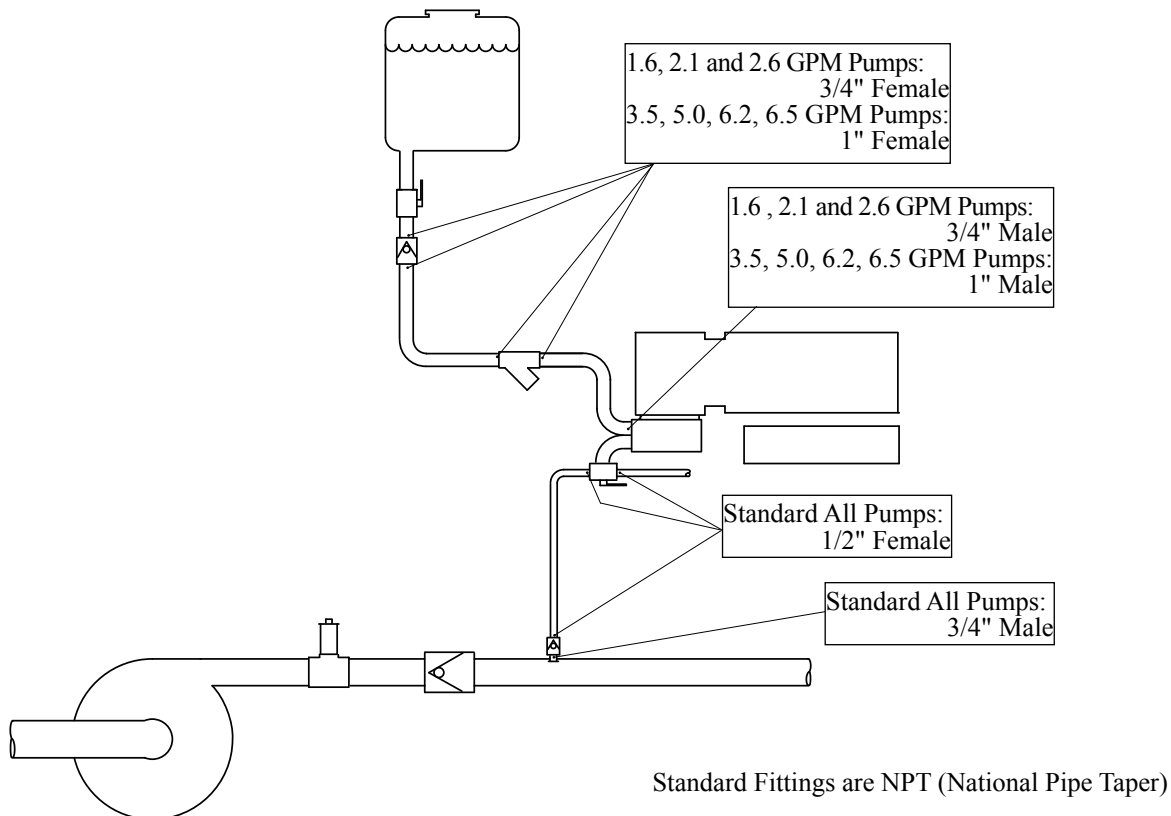 1.6, 2.1 and 2.6 GPM Pumps:
3/4" Female
3.5, 5.0, 6.2, 6.5 GPM Pumps:
1" Female
1.6 , 2.1 and 2.6 GPM Pumps:
3/4" Male
3.5, 5.0, 6.2, 6.5 GPM Pumps:
1" Male
Standard All Pumps:
1/2" Female
Standard All Pumps:
3/4" Male
Standard Fittings are NPT (National Pipe Taper)